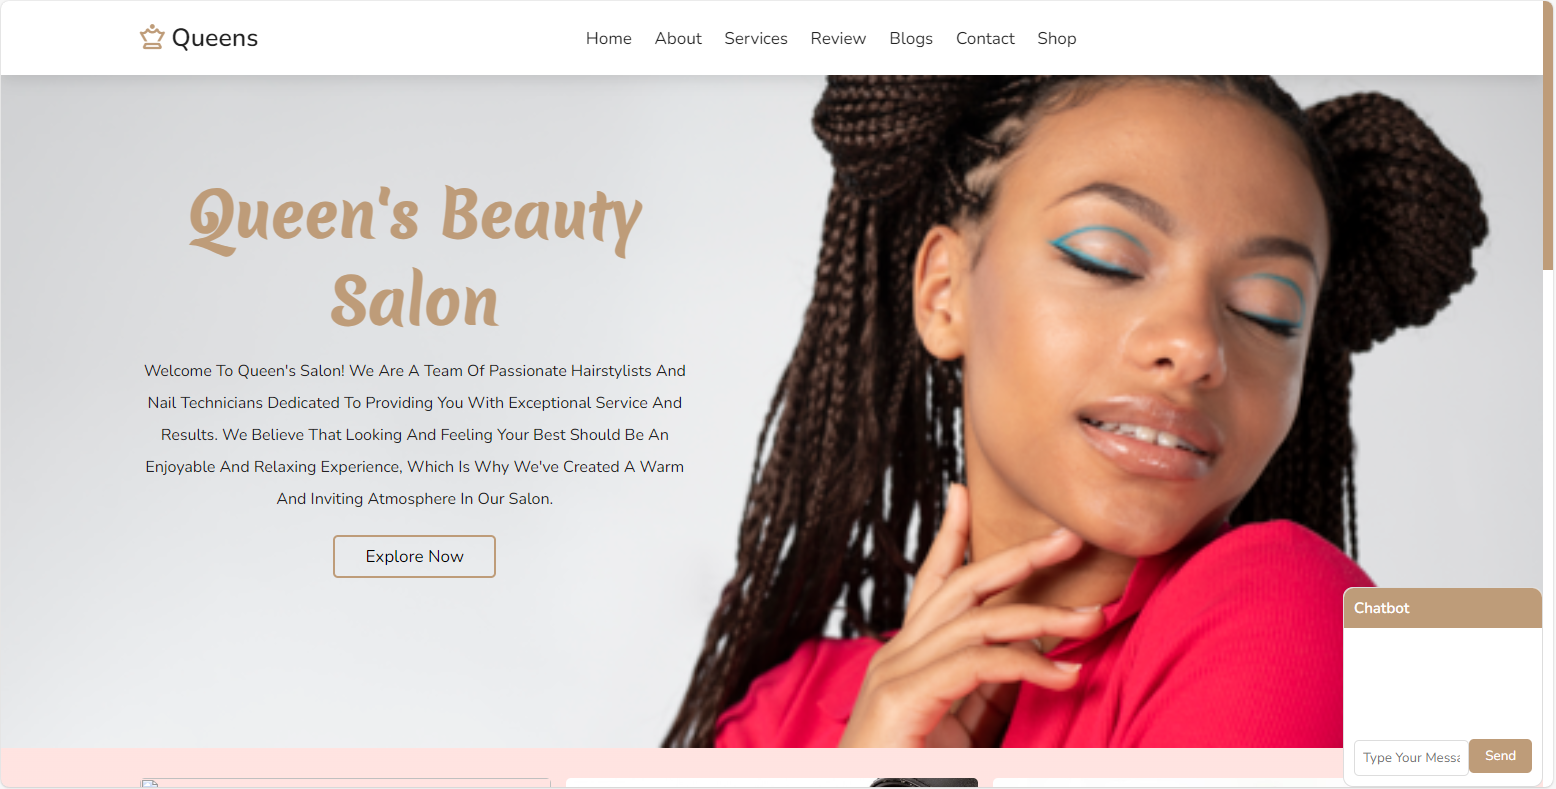 Queens
Home About Services Review Blogs Contact Shop
Queen's Beauty
Salon
Welcome To Queen's Salon! We Are A Team Of Passionate Hairstylists And
Nail Technicians Dedicated To Providing You With Exceptional Service And
Results. We Believe That Looking And Feeling Your Best Should Be An
Enjoyable And Relaxing Experience, Which Is Why We've Created A Warm
And Inviting Atmosphere In Our Salon.
Explore Now
Chatbot
Type Your Messa
Send